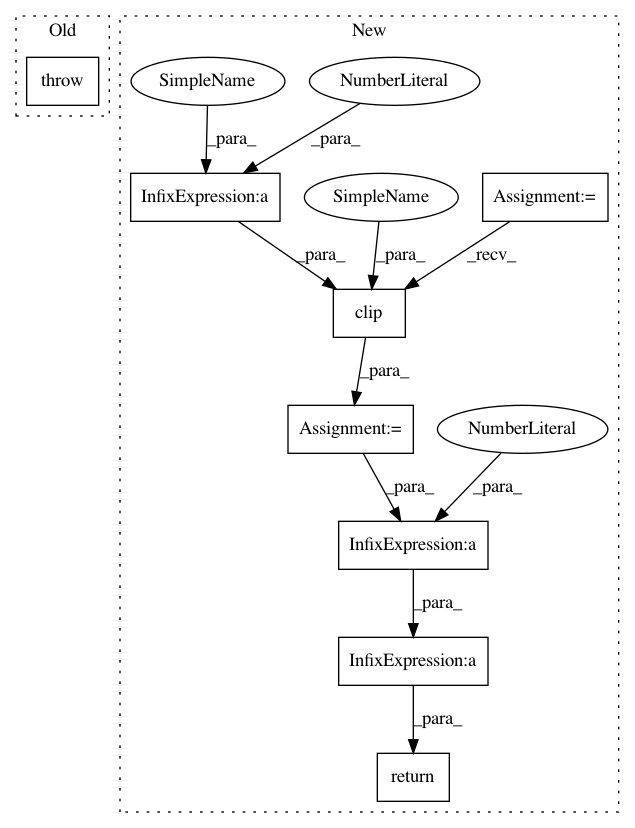 Old
New
throw
SimpleName
NumberLiteral
_para_
_para_
InfixExpression:a
SimpleName
Assignment:=
_para_
_para_
_recv_
clip
_para_
Assignment:=
NumberLiteral
_para_
_para_
InfixExpression:a
_para_
InfixExpression:a
_para_
return